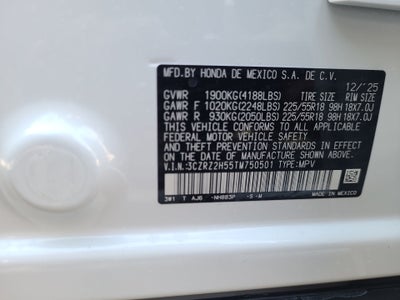 MFD.BY HONDA DE MEXICO S.A. DE C.V.
12/'25
GVWR 1900KG(4188LBS) TIRE SIZE RIM SIZE
GAWR F 1020KG(2248LBS) 225/55R18 98H 18X7.0J
GAWR R 930KG(2050LBS) 225/55R18 98H 18X7.0J
THIS VEHICLE CONFORMS TO ALL APPLICABLE
FEDERAL MOTOR VEHICLE SAFETY
AND THEFT PREVENTION STANDARDS IN EFFECT ON
THE DATE OF MANUFACTURE SHOWN ABOVE.
V.I.N.:3CZRZ2H55TM750501 TYPE:MPV
3W1 T AJ6 -NH883P -S -M MADE IN MEXICO